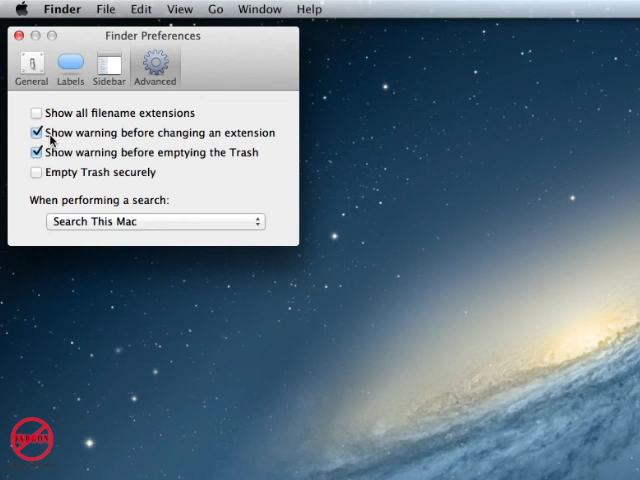 Finder File Edit View Go Window Help
Finder Preferences
General Labels Sidebar Advanced
Show all filename extensions
Show warning before changing an extension
Show warning before emptying the Trash
Empty Trash securely
When performing a search:
Search This Mac
JARGON